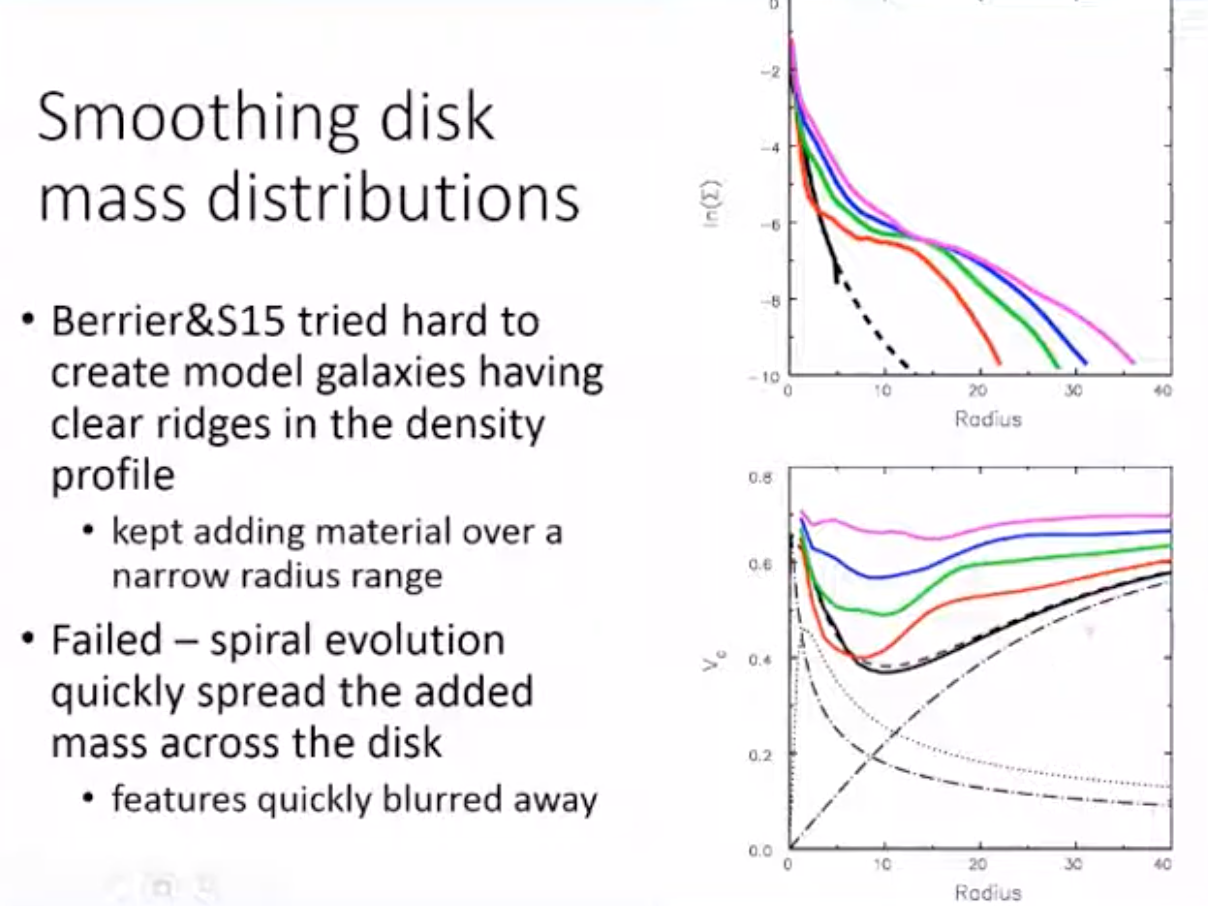 Smoothing disk
mass distributions
• Berrier&S15 tried hard to
create model galaxies having
clear ridges in the density
profile
• kept adding material over a
narrow radius range
• Failed – spiral evolution
quickly spread the added
mass across the disk
• features quickly blurred away
0
−2
−4
−6
−8
−10
ln(Σ)
0 10 20 30 40
Radius
0.8
0.6
0.4
0.2
0.0
Vc
0 10 20 30 40
Radius